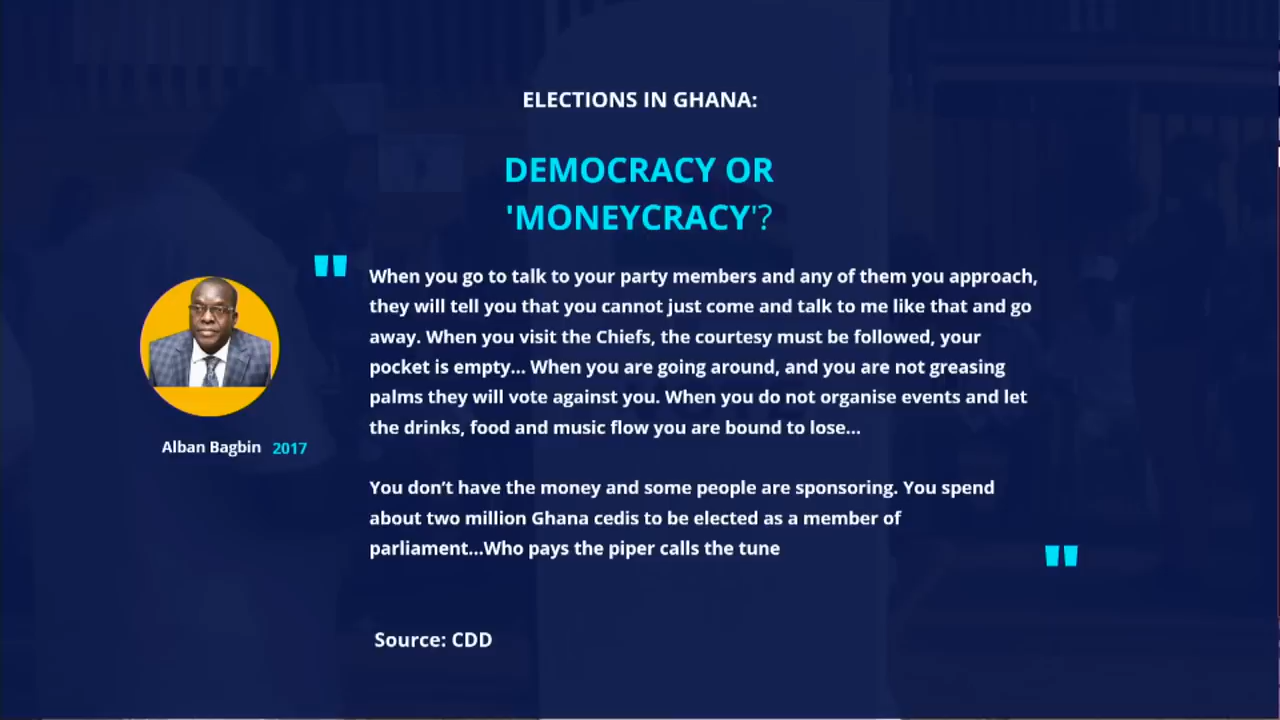 ELECTIONS IN GHANA:
DEMOCRACY OR
'MONEYCRACY'?
"
When you go to talk to your party members and any of them you approach,
they will tell you that you cannot just come and talk to me like that and go
away. When you visit the Chiefs, the courtesy must be followed, your
pocket is empty... When you are going around, and you are not greasing
palms they will vote against you. When you do not organise events and let
the drinks, food and music flow you are bound to lose...
Alban Bagbin 2017
You don’t have the money and some people are sponsoring. You spend
about two million Ghana cedis to be elected as a member of
parliament...Who pays the piper calls the tune
"
Source: CDD